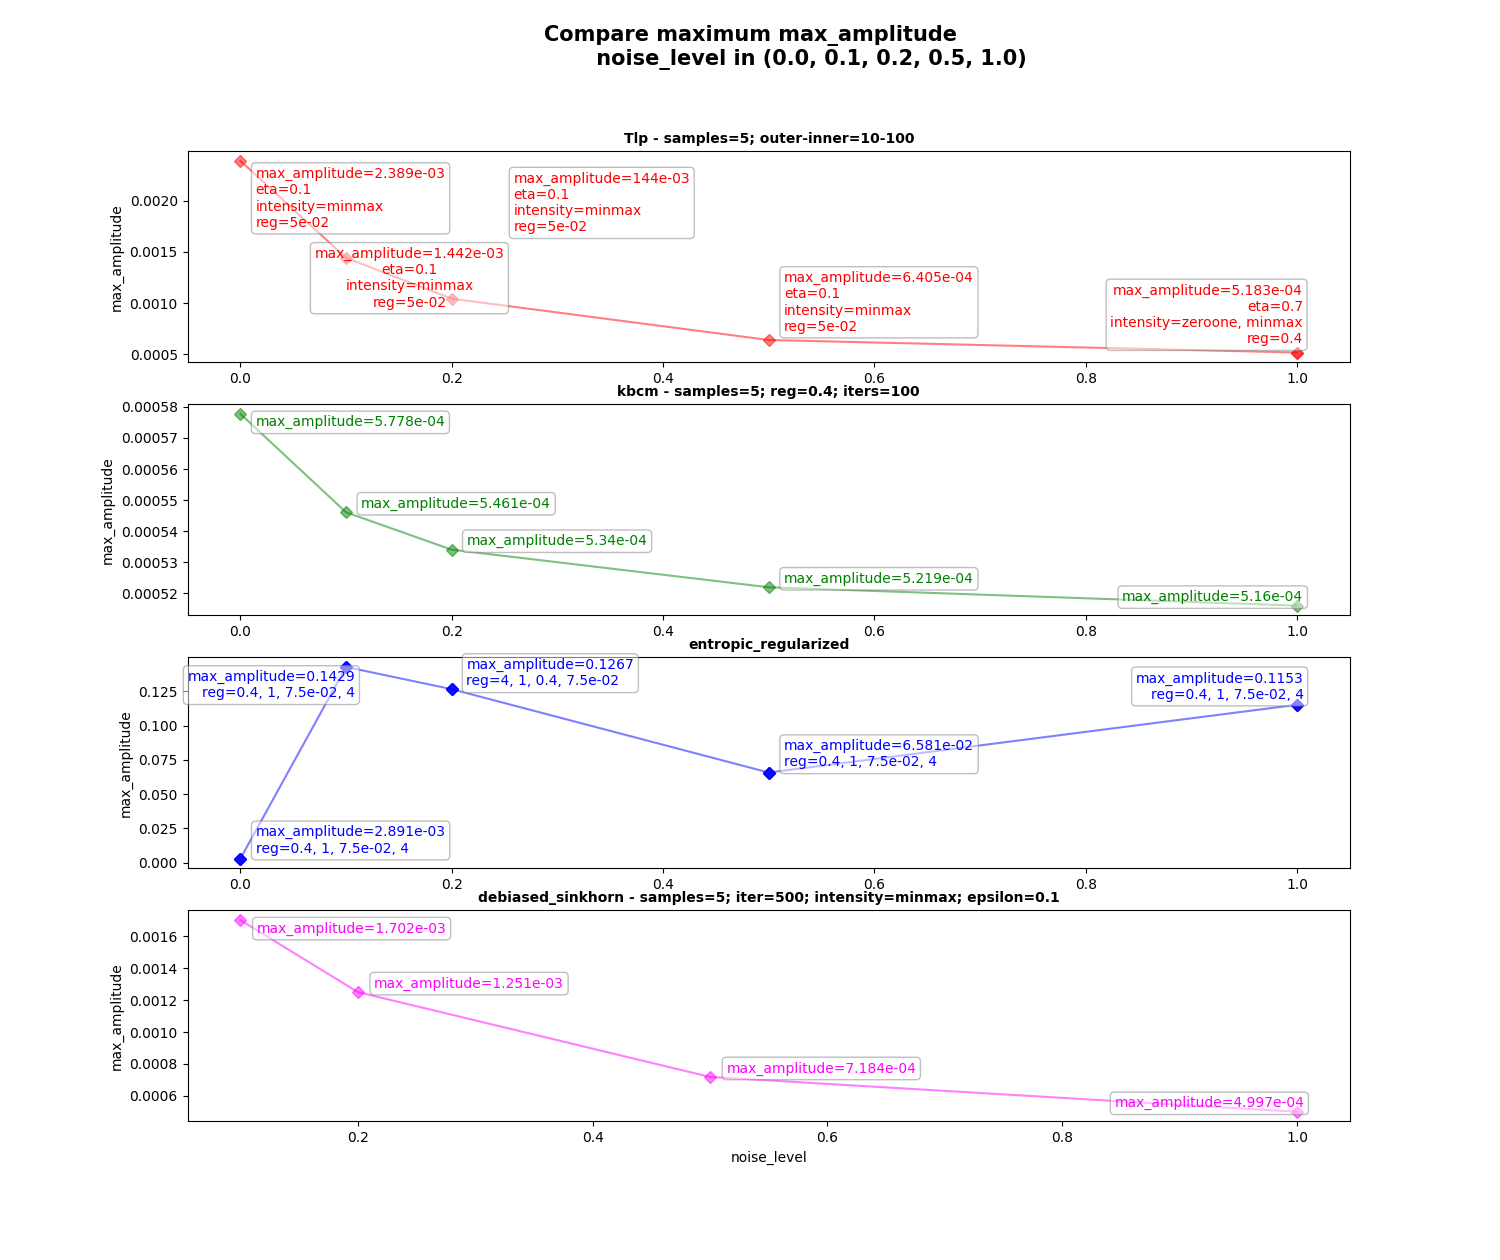 Compare maximum max_amplitude
noise_level in (0.0, 0.1, 0.2, 0.5, 1.0)
Tlp - samples=5; outer-inner=10-100
max_amplitude
0.0020
0.0015
0.0010
0.0005
max_amplitude=2.389e-03
eta=0.1
intensity=minmax
reg=5e-02
max_amplitude=1.442e-03
eta=0.1
intensity=minmax
reg=5e-02
max_amplitude=144e-03
eta=0.1
intensity=minmax
reg=5e-02
max_amplitude=6.405e-04
eta=0.1
intensity=minmax
reg=5e-02
max_amplitude=5.183e-04
eta=0.7
intensity=zeroone, minmax
reg=0.4
0.0 0.2 0.4 0.6 0.8 1.0
kbcm - samples=5; reg=0.4; iters=100
max_amplitude
0.00058
0.00057
0.00056
0.00055
0.00054
0.00053
0.00052
max_amplitude=5.778e-04
max_amplitude=5.461e-04
max_amplitude=5.34e-04
max_amplitude=5.219e-04
max_amplitude=5.16e-04
0.0 0.2 0.4 0.6 0.8 1.0
entropic_regularized
max_amplitude
0.125
0.100
0.075
0.050
0.025
0.000
max_amplitude=0.1429
reg=0.4, 1, 7.5e-02, 4
max_amplitude=2.891e-03
reg=0.4, 1, 7.5e-02, 4
max_amplitude=0.1267
reg=4, 1, 0.4, 7.5e-02
max_amplitude=6.581e-02
reg=0.4, 1, 7.5e-02, 4
max_amplitude=0.1153
reg=0.4, 1, 7.5e-02, 4
0.0 0.2 0.4 0.6 0.8 1.0
debiased_sinkhorn - samples=5; iter=500; intensity=minmax; epsilon=0.1
max_amplitude
0.0016
0.0014
0.0012
0.0010
0.0008
0.0006
max_amplitude=1.702e-03
max_amplitude=1.251e-03
max_amplitude=7.184e-04
max_amplitude=4.997e-04
0.2 0.4 0.6 0.8 1.0
noise_level